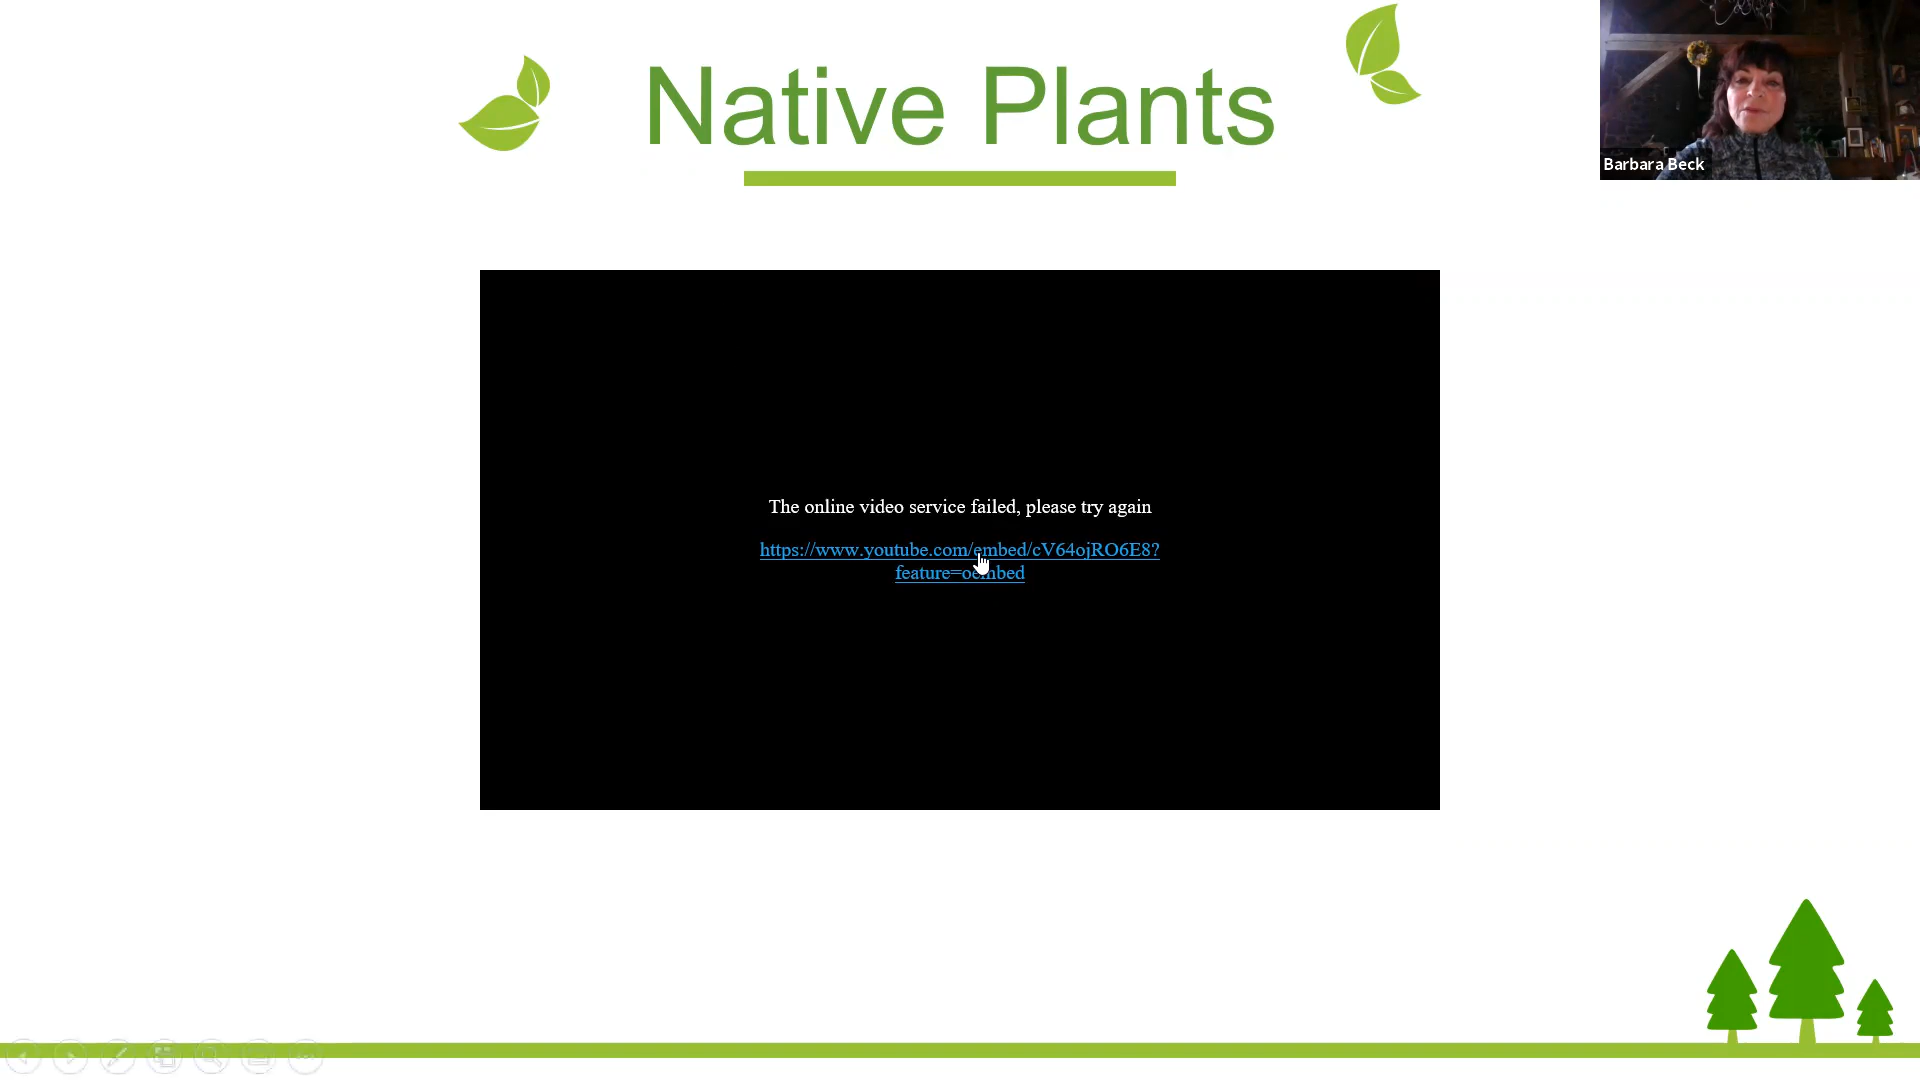 Native Plants
Barbara Beck
The online video service failed, please try again
https://www.youtube.com/embed/cV64ojRO6E8?
feature=oembed